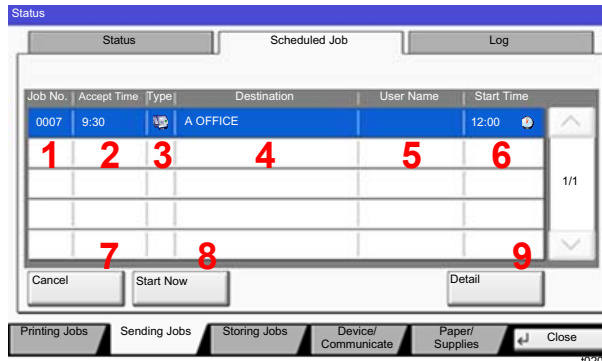 Status
Status Scheduled Job Log
Job No. Accept Time Type Destination User Name Start Time
0007 9:30 A OFFICE 12:00
1 2 3 4 5 6
1/1
7 8 9
Cancel Start Now Detail
Printing Jobs Sending Jobs Storing Jobs Device/
Communicate Paper/
Supplies Close